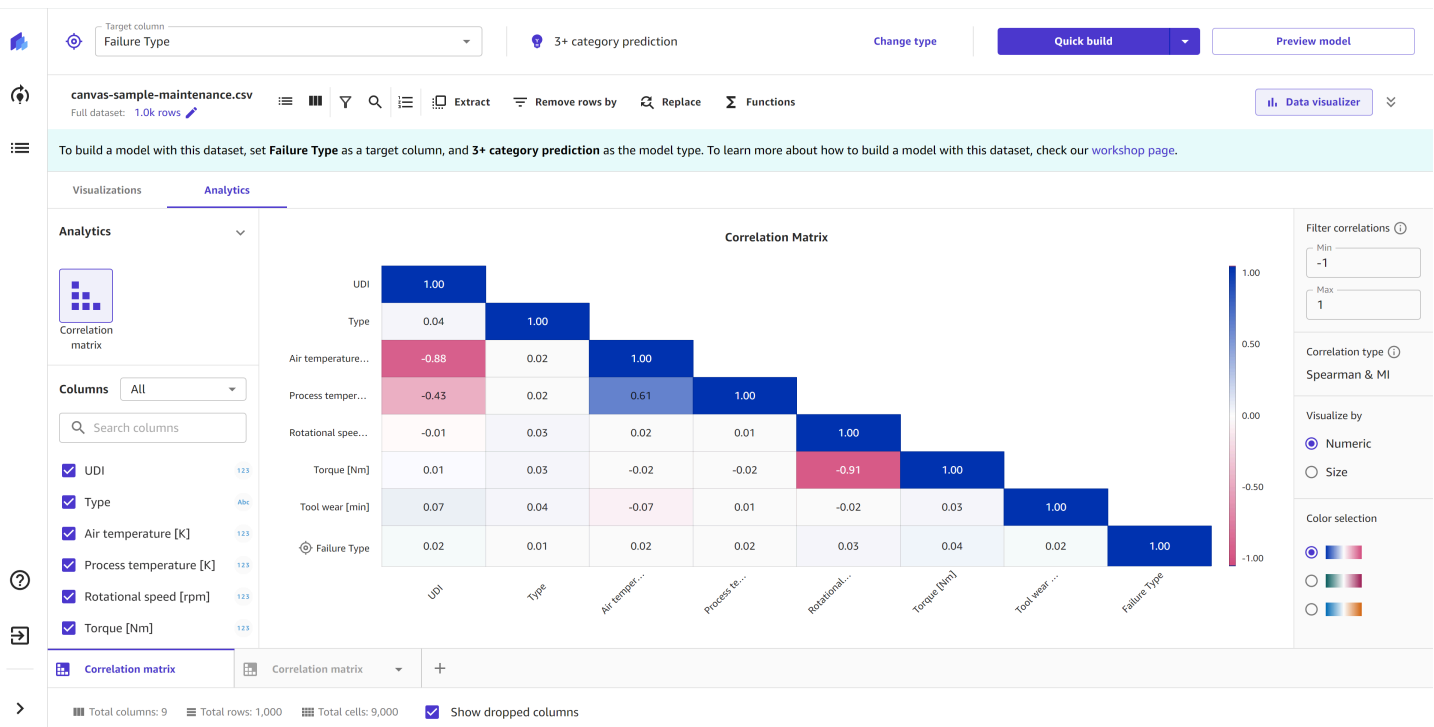 Target column
Failure Type
3+ category prediction
Change type
Quick build
Preview model
canvas-sample-maintenance.csv
Full dataset: 1.0k rows
Extract
Remove rows by
Replace
Functions
Data visualizer
To build a model with this dataset, set Failure Type as a target column, and 3+ category prediction as the model type. To learn more about how to build a model with this dataset, check our workshop page.
Visualizations
Analytics
Analytics
Correlation
matrix
Columns
All
Search columns
UDI 123
Type Abc
Air temperature [K] 123
Process temperature [K] 123
Rotational speed [rpm] 123
Torque [Nm] 123
Correlation Matrix
UDI 1.00
Type 0.04 1.00
Air temperature... -0.88 0.02 1.00
Process temper... -0.43 0.02 0.61 1.00
Rotational spee... -0.01 0.03 0.02 0.01 1.00
Torque [Nm] 0.01 0.03 -0.02 -0.02 -0.91 1.00
Tool wear [min] 0.07 0.04 -0.07 0.01 -0.02 0.03 1.00
Failure Type 0.02 0.01 0.02 0.02 0.03 0.04 0.02 1.00
UDI Type Air temper... Process te... Rotational... Torque [Nm] Tool wear ... Failure Type
1.00
0.50
0.00
-0.50
-1.00
Filter correlations
Min
-1
Max
1
Correlation type
Spearman & MI
Visualize by
Numeric
Size
Color selection
Correlation matrix
Correlation matrix
Total columns: 9
Total rows: 1,000
Total cells: 9,000
Show dropped columns